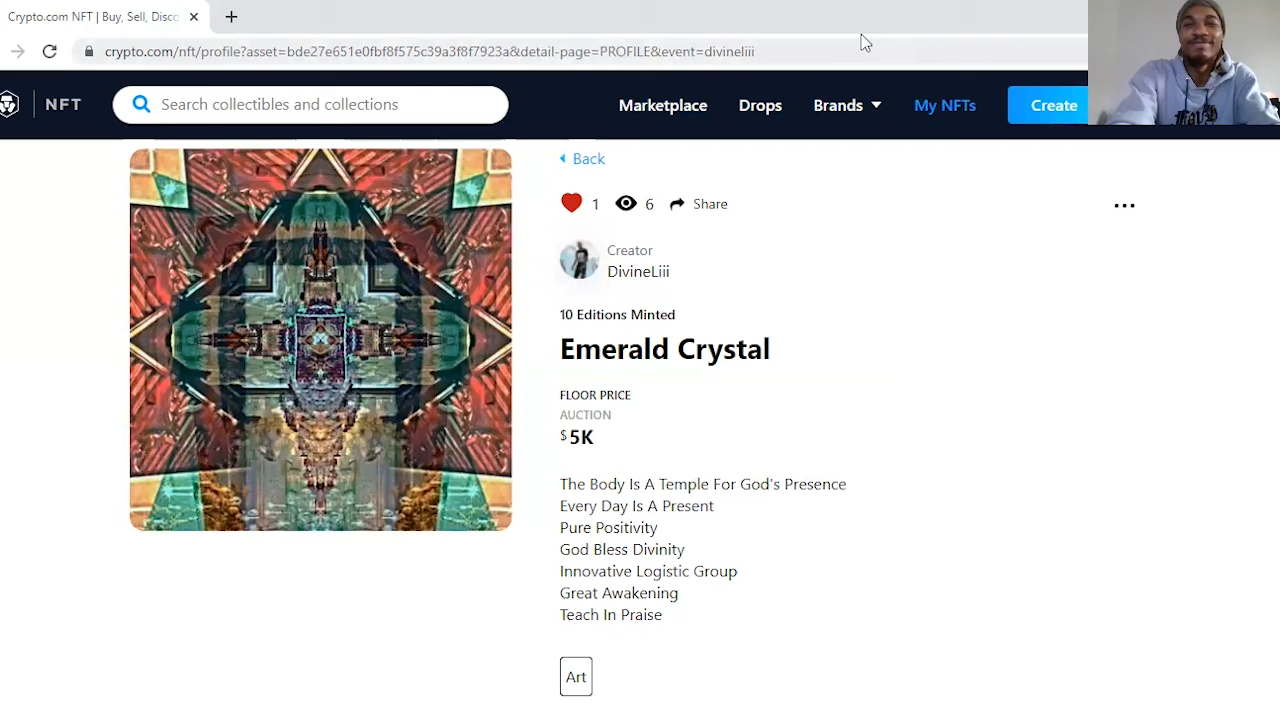 Crypto.com NFT | Buy, Sell, Disco
crypto.com/nft/profile?asset=bde27e651e0fbf8f575c39a3f8f7923a&detail-page=PROFILE&event=divineliii
NFT
Search collectibles and collections
Marketplace
Drops
Brands
My NFTs
Create
Back
1
6
Share
Creator
DivineLiii
10 Editions Minted
Emerald Crystal
FLOOR PRICE
AUCTION
$5K
The Body Is A Temple For God's Presence
Every Day Is A Present
Pure Positivity
God Bless Divinity
Innovative Logistic Group
Great Awakening
Teach In Praise
Art